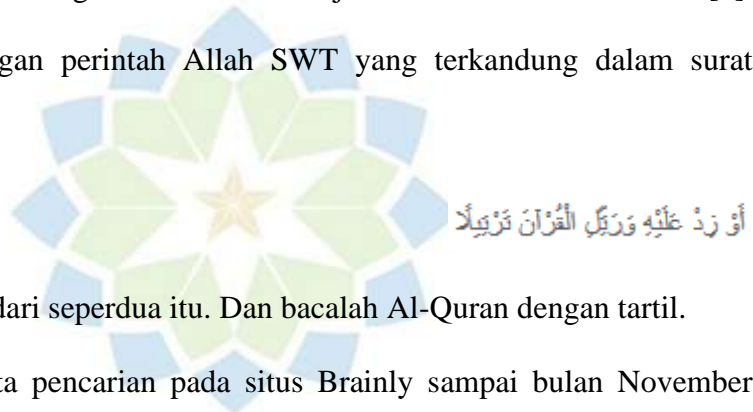 gan perintah Allah SWT yang terkandung dalam surat
أَوْ زِدْ عَلَيْهِ وَرَتِّلِ الْقُرْآنَ تَرْتِيلًا
dari seperdua itu. Dan bacalah Al-Quran dengan tartil.
ta pencarian pada situs Brainly sampai bulan November